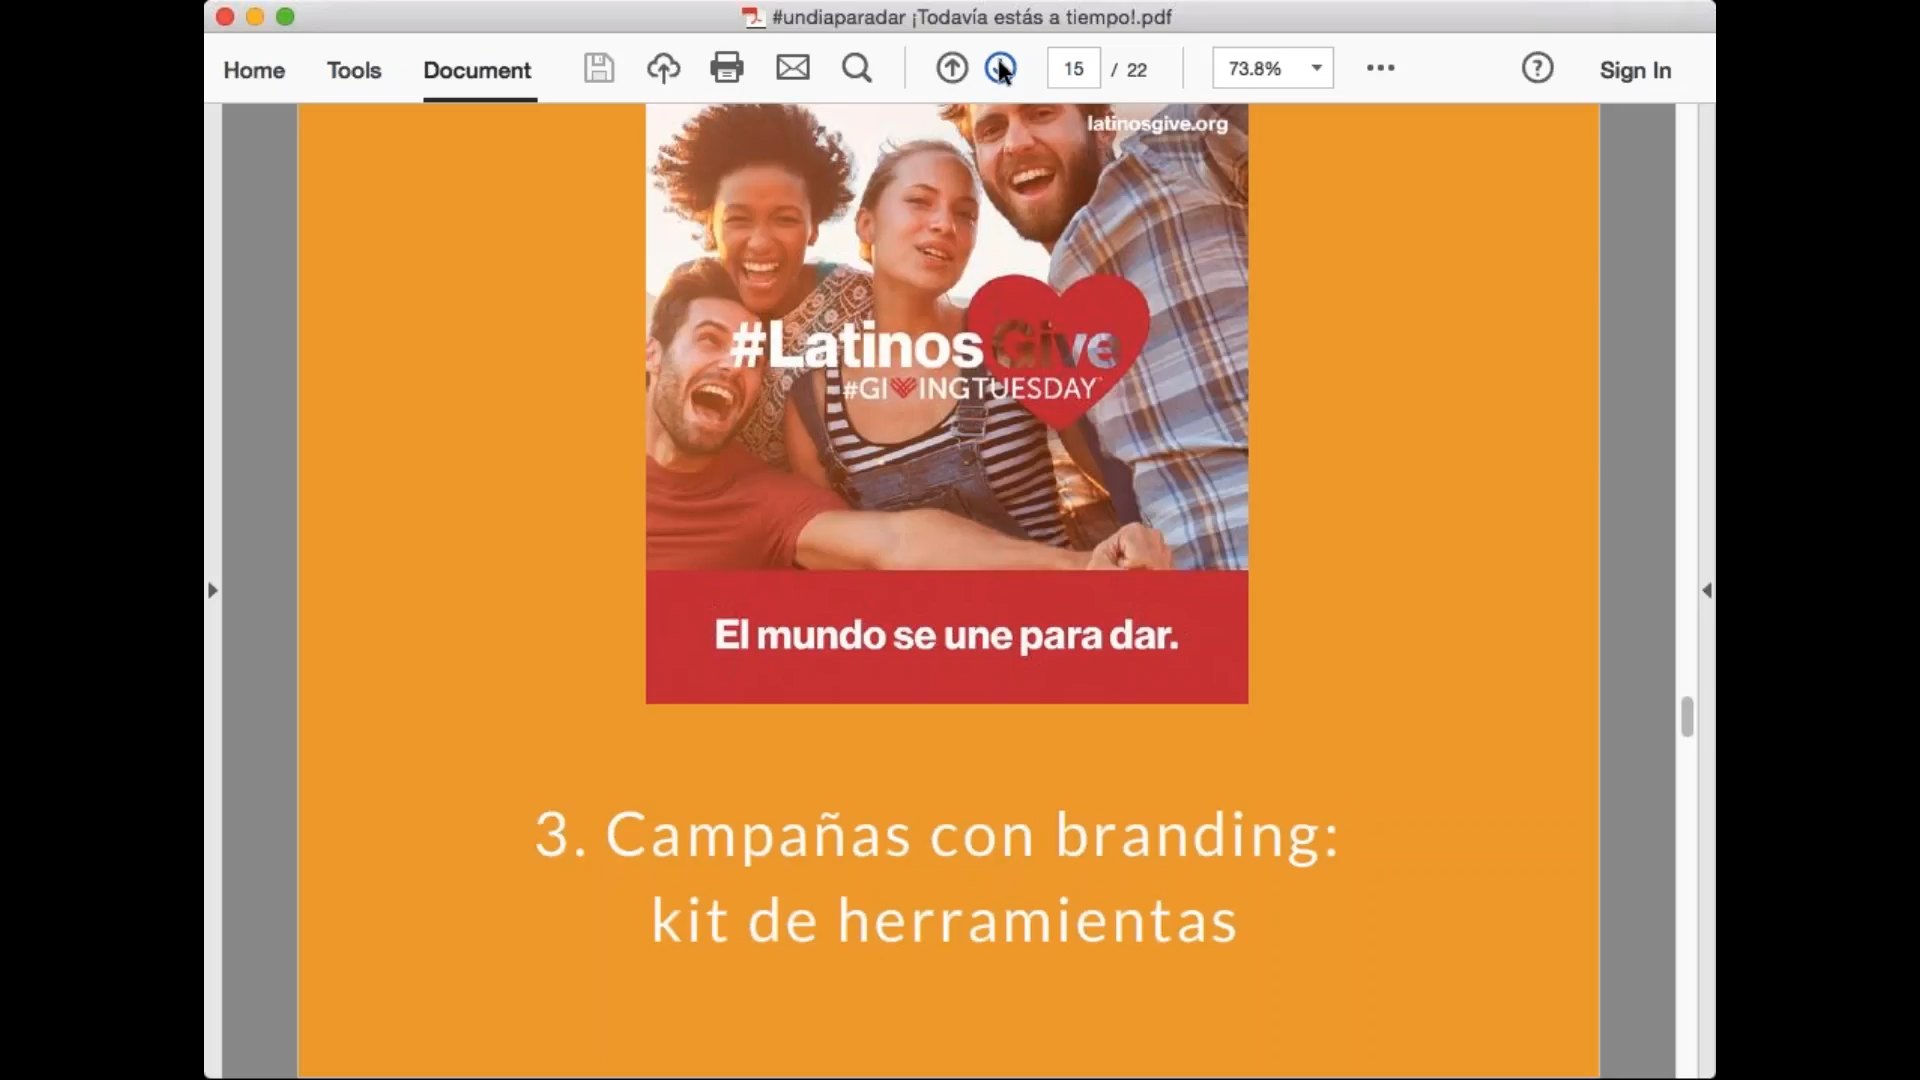 #undiaparadar ¡Todavía estás a tiempo!.pdf
Home Tools Document 15 / 22 73.8% Sign In
latinosgive.org
#LatinosGive
#GIVINGTUESDAY
El mundo se une para dar.
3. Campañas con branding:
kit de herramientas